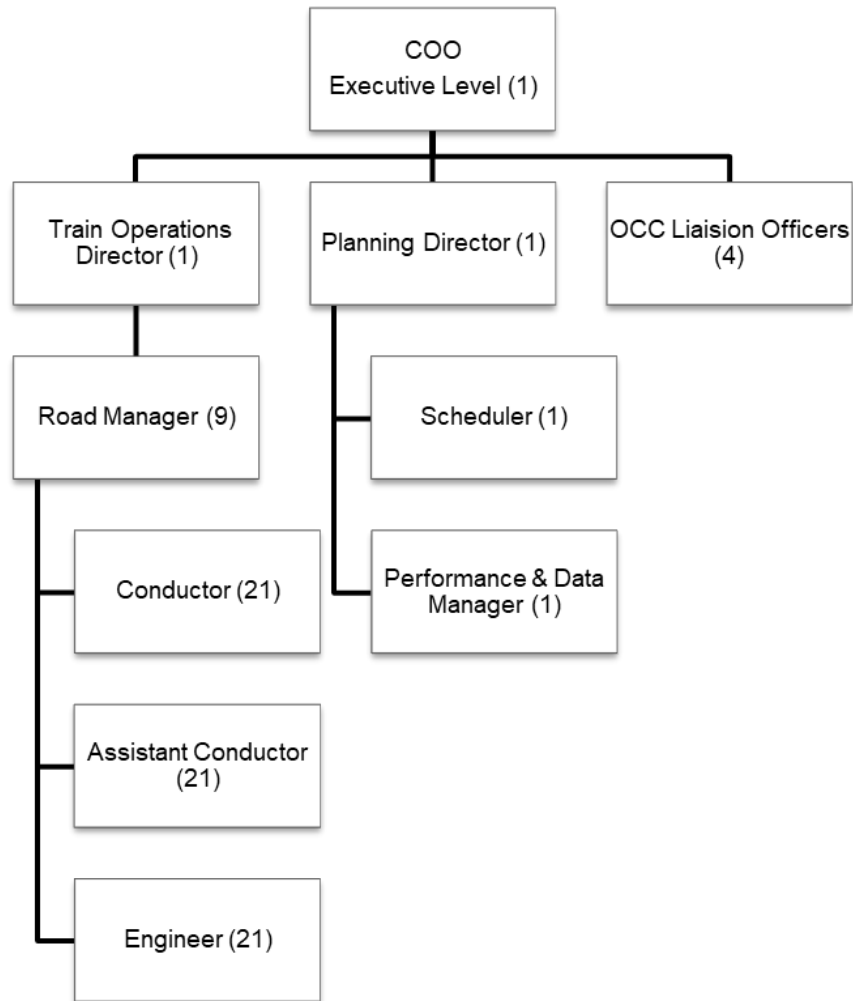 COO
Executive Level (1)
Train Operations
Director (1)
Planning Director (1)
OCC Liaision Officers
(4)
Road Manager (9)
Scheduler (1)
Conductor (21)
Performance & Data
Manager (1)
Assistant Conductor
(21)
Engineer (21)